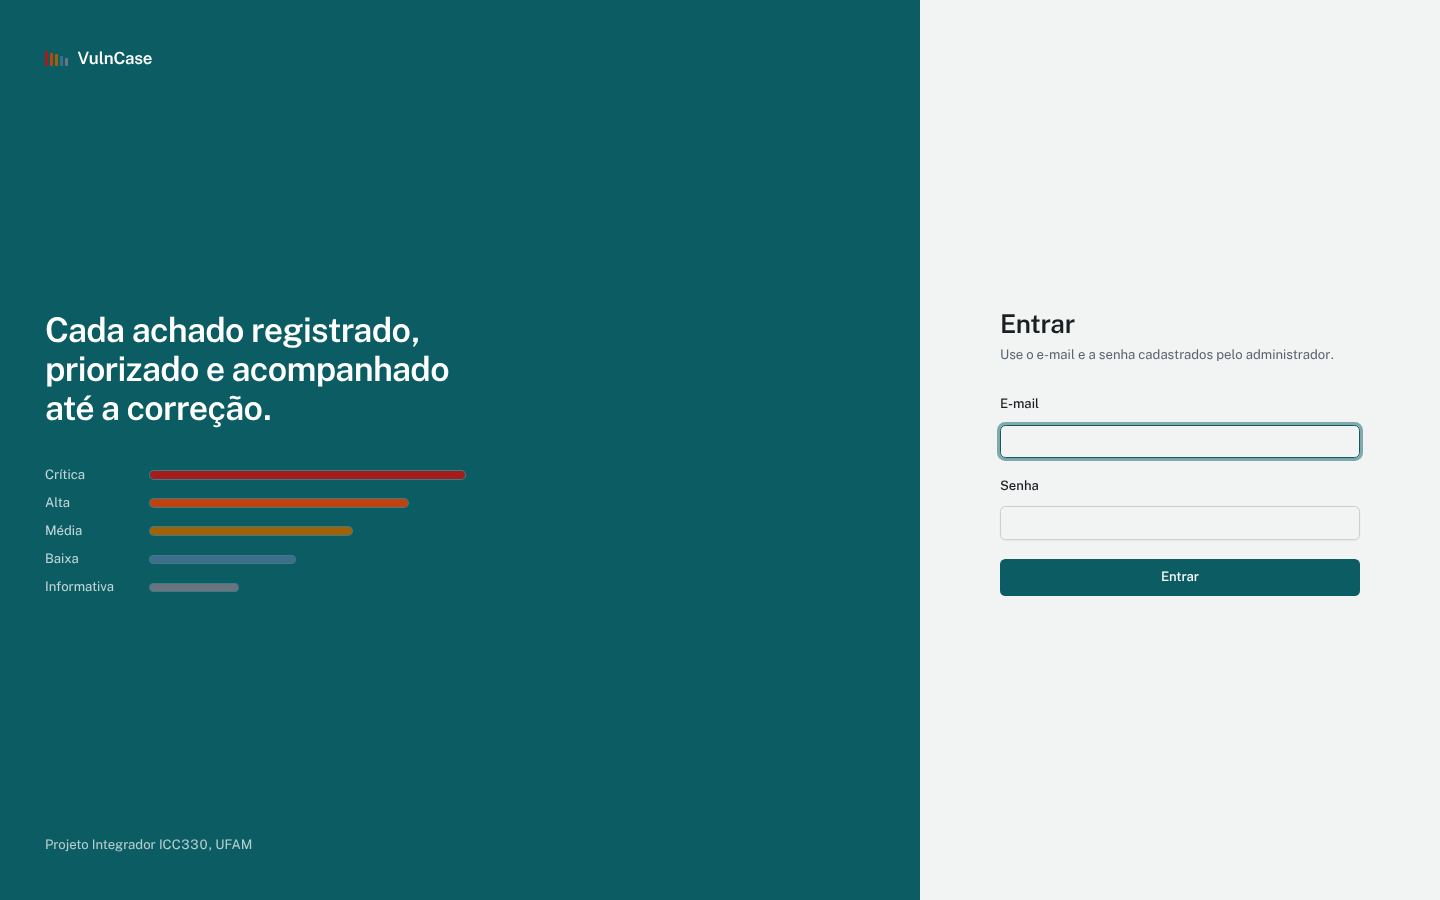 VulnCase
Cada achado registrado,
priorizado e acompanhado
até a correção.
Crítica
Alta
Média
Baixa
Informativa
Projeto Integrador ICC330, UFAM
Entrar
Use o e-mail e a senha cadastrados pelo administrador.
E-mail
Senha
Entrar